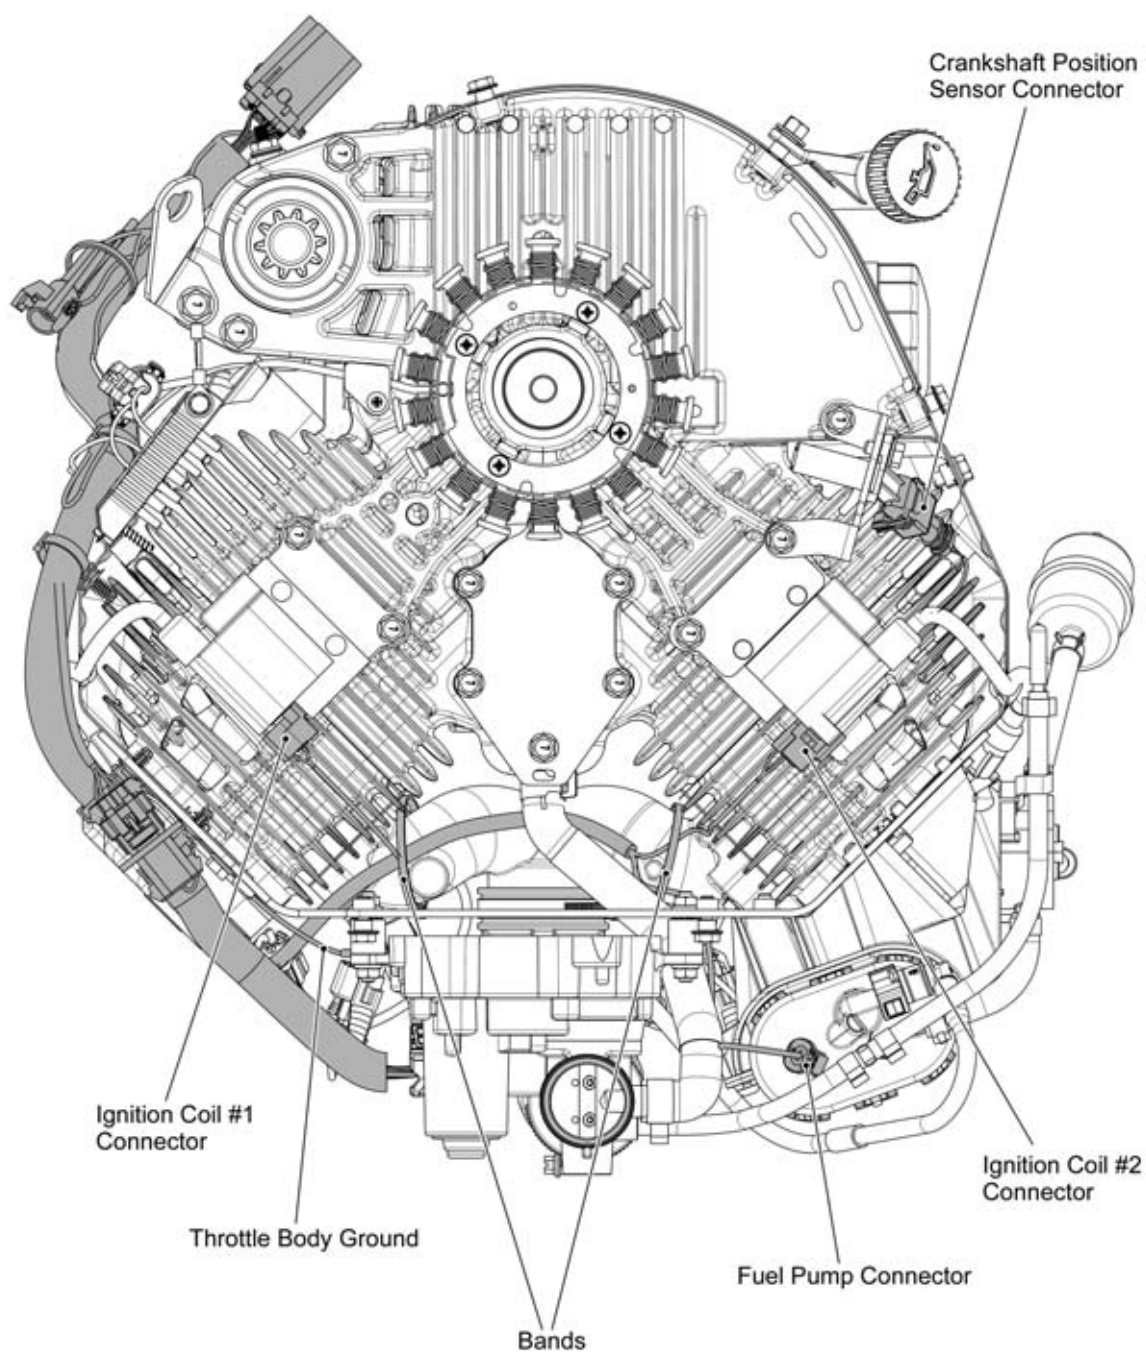 Crankshaft Position
Sensor Connector
Ignition Coil #1
Connector
Ignition Coil #2
Connector
Throttle Body Ground
Fuel Pump Connector
Bands